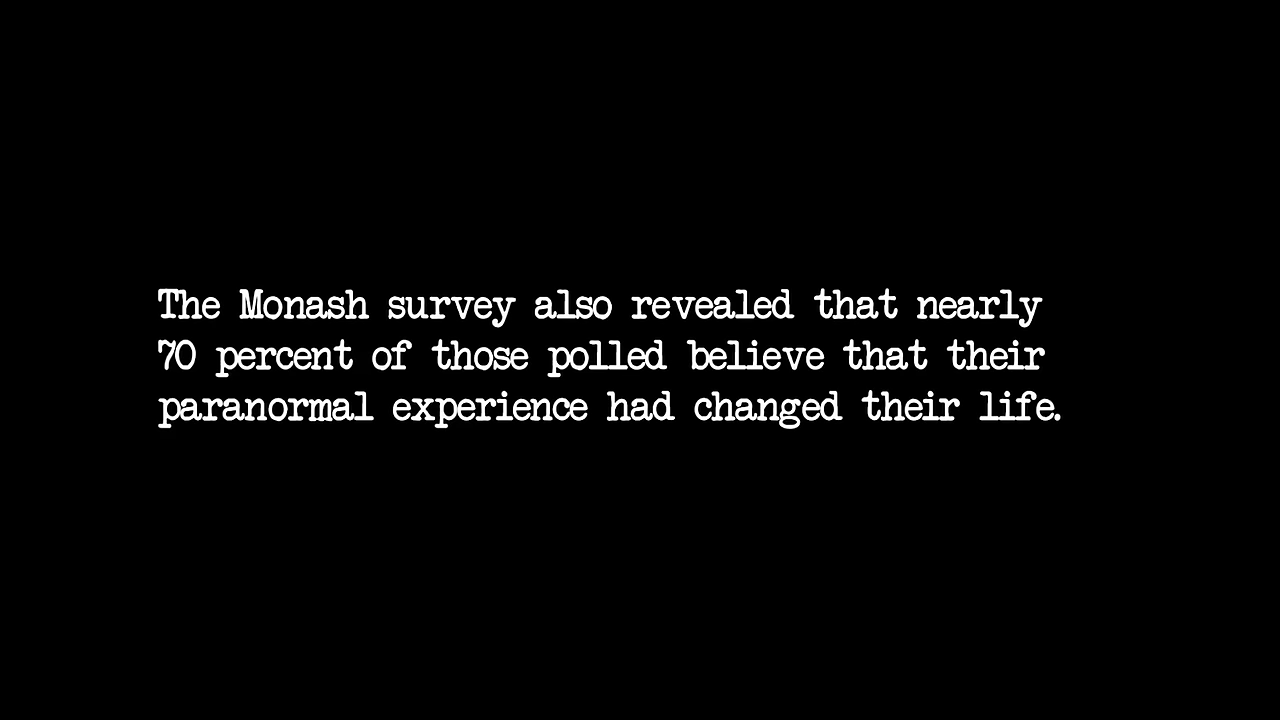 The Monash survey also revealed that nearly
70 percent of those polled believe that their
paranormal experience had changed their life.